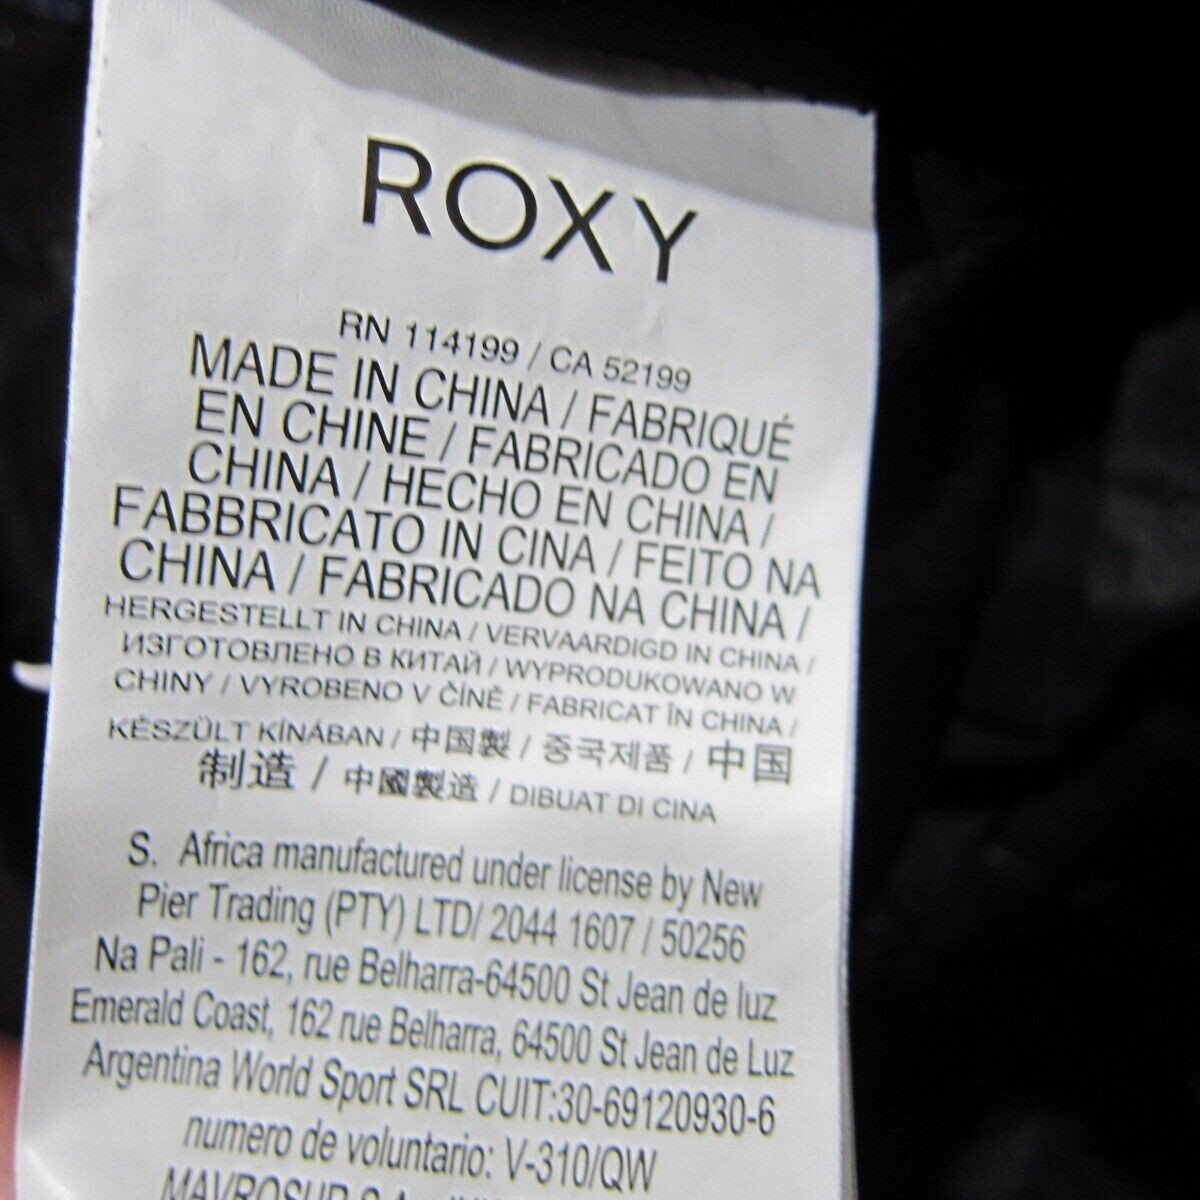 ROXY
RN 114199 / CA 52199
MADE IN CHINA / FABRIQUÉ
EN CHINE / FABRICADO EN
CHINA / HECHO EN CHINA /
FABBRICATO IN CINA / FEITO NA
CHINA / FABRICADO NA CHINA /
HERGESTELLT IN CHINA / VERVAARDIGD IN CHINA /
ИЗГОТОВЛЕНО В КИТАЙ / WYPRODUKOWANO W
CHINY / VYROBENO V ČÍNĚ / FABRICAT ÎN CHINA /
KÉSZÜLT KÍNÁBAN / 中国製 / 중국제품 / 中国
制造 / 中國製造 / DIBUAT DI CINA
S. Africa manufactured under license by New
Pier Trading (PTY) LTD/ 2044 1607 / 50256
Na Pali - 162, rue Belharra-64500 St Jean de luz
Emerald Coast, 162 rue Belharra, 64500 St Jean de Luz
Argentina World Sport SRL CUIT:30-69120930-6
numero de voluntario: V-310/QW
MAVROSUR S.A.